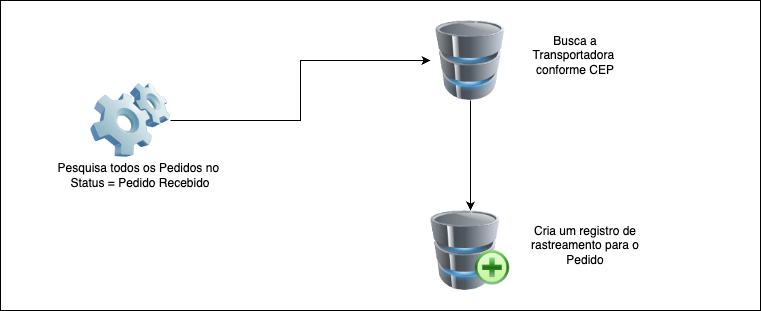 Busca a
Transportadora
conforme CEP
Pesquisa todos os Pedidos no
Status = Pedido Recebido
Cria um registro de
rastreamento para o
Pedido